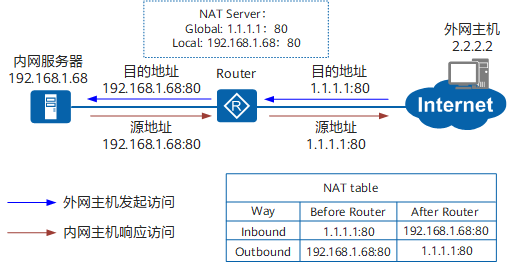 NAT Server：
Global: 1.1.1.1：80
Local: 192.168.1.68：80
外网主机
2.2.2.2
内网服务器
192.168.1.68
目的地址
192.168.1.68:80
Router
目的地址
1.1.1.1:80
Internet
源地址
192.168.1.68:80
源地址
1.1.1.1:80
外网主机发起访问
内网主机响应访问
NAT table
Way Before Router After Router
Inbound 1.1.1.1:80 192.168.1.68:80
Outbound 192.168.1.68:80 1.1.1.1:80